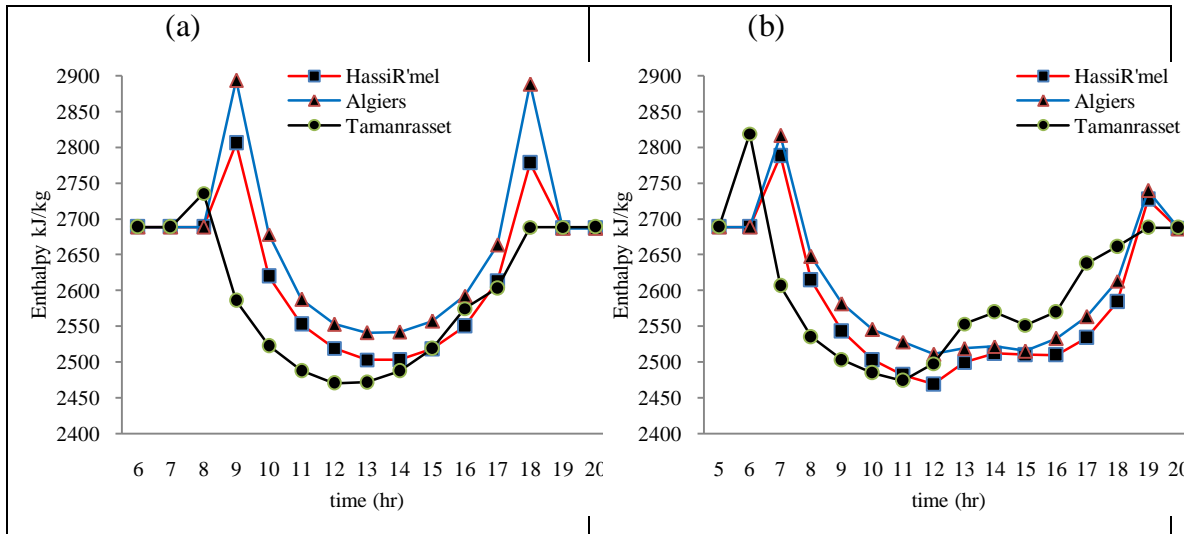 (a)
HassiR'mel
Algiers
Tamanrasset
2900
2850
2800
2750
2700
2650
2600
2550
2500
2450
2400
Enthalpy kJ/kg
6 7 8 9 10 11 12 13 14 15 16 17 18 19 20
time (hr)
(b)
HassiR'mel
Algiers
Tamanrasset
2900
2850
2800
2750
2700
2650
2600
2550
2500
2450
2400
Enthalpy kJ/kg
5 6 7 8 9 10 11 12 13 14 15 16 17 18 19 20
time (hr)